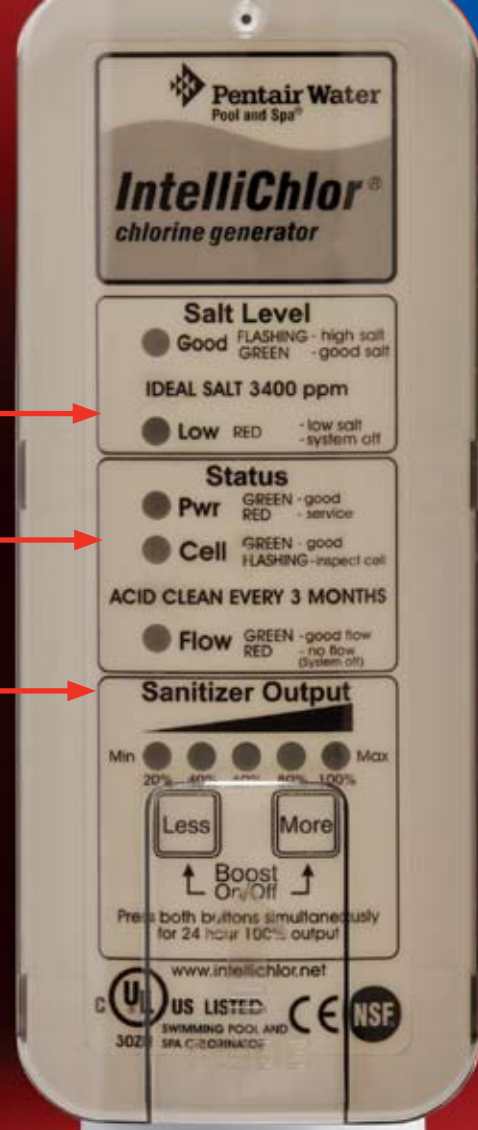 Pentair Water
Pool and Spa®
IntelliChlor®
chlorine generator
Salt Level
Good FLASHING - high salt
GREEN - good salt
IDEAL SALT 3400 ppm
Low RED - low salt
- system off
Status
Pwr GREEN - good
RED - service
Cell GREEN - good
FLASHING - inspect cell
ACID CLEAN EVERY 3 MONTHS
Flow GREEN - good flow
RED - no flow
(System off)
Sanitizer Output
Min Max
20% 40% 60% 80% 100%
Less More
Boost
On/Off
Press both buttons simultaneously
for 24 hour 100% output
www.intellichlor.net
C UL US LISTED CE NSF
SWIMMING POOL AND
SPA CHLORINATOR